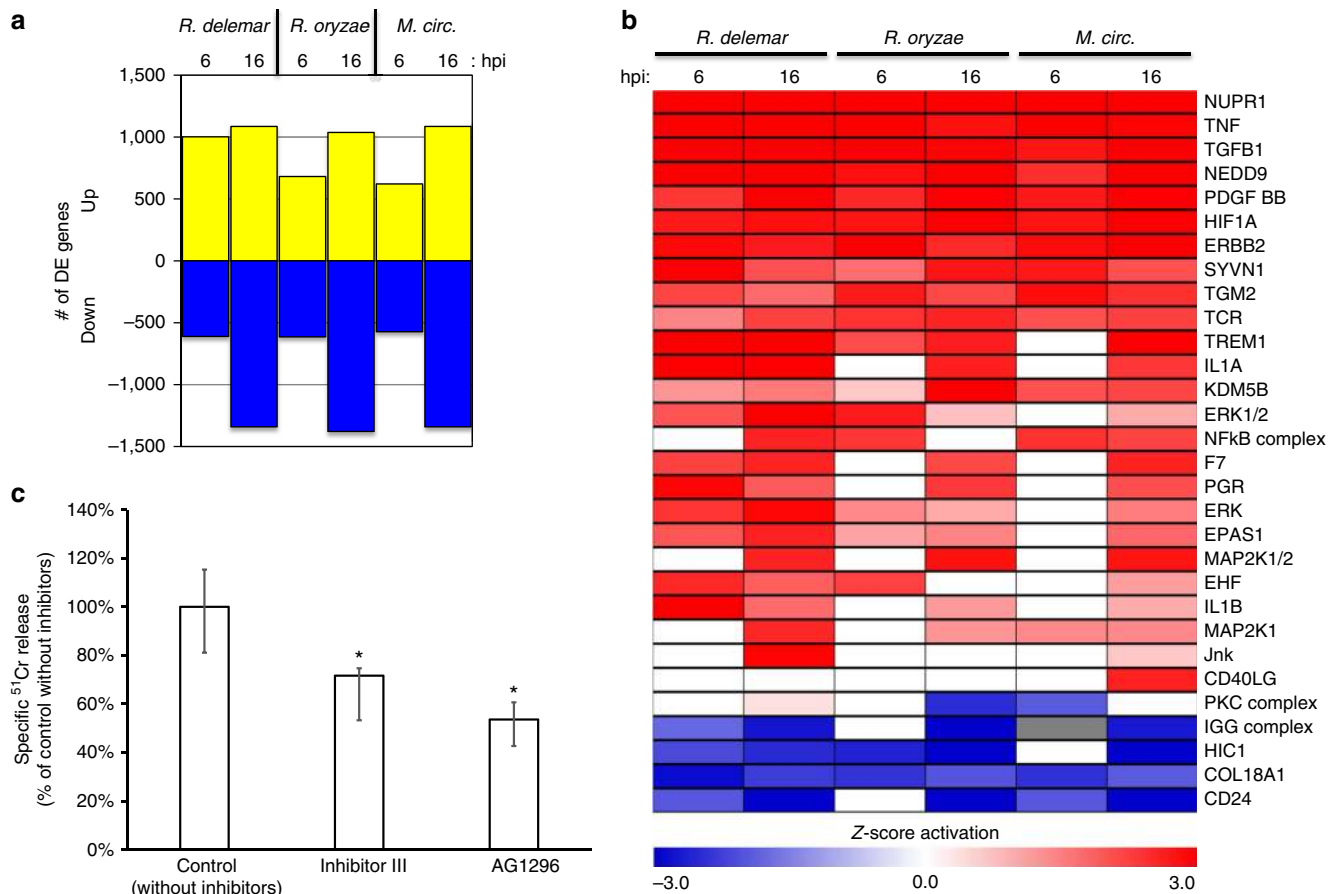 a
R. delemar R. oryzae M. circ.
6 16 6 16 6 16 : hpi
1,500
1,000
500
0
−500
−1,000
−1,500
# of DE genes
Down Up
b
R. delemar R. oryzae M. circ.
hpi: 6 16 6 16 6 16
NUPR1
TNF
TGFB1
NEDD9
PDGF BB
HIF1A
ERBB2
SYVN1
TGM2
TCR
TREM1
IL1A
KDM5B
ERK1/2
NFkB complex
F7
PGR
ERK
EPAS1
MAP2K1/2
EHF
IL1B
MAP2K1
Jnk
CD40LG
PKC complex
IGG complex
HIC1
COL18A1
CD24
Z-score activation
−3.0 0.0 3.0
c
140%
120%
100%
80%
60%
40%
20%
0%
Specific ⁵¹Cr release
(% of control without inhibitors)
* *
Control Inhibitor III AG1296
(without inhibitors)